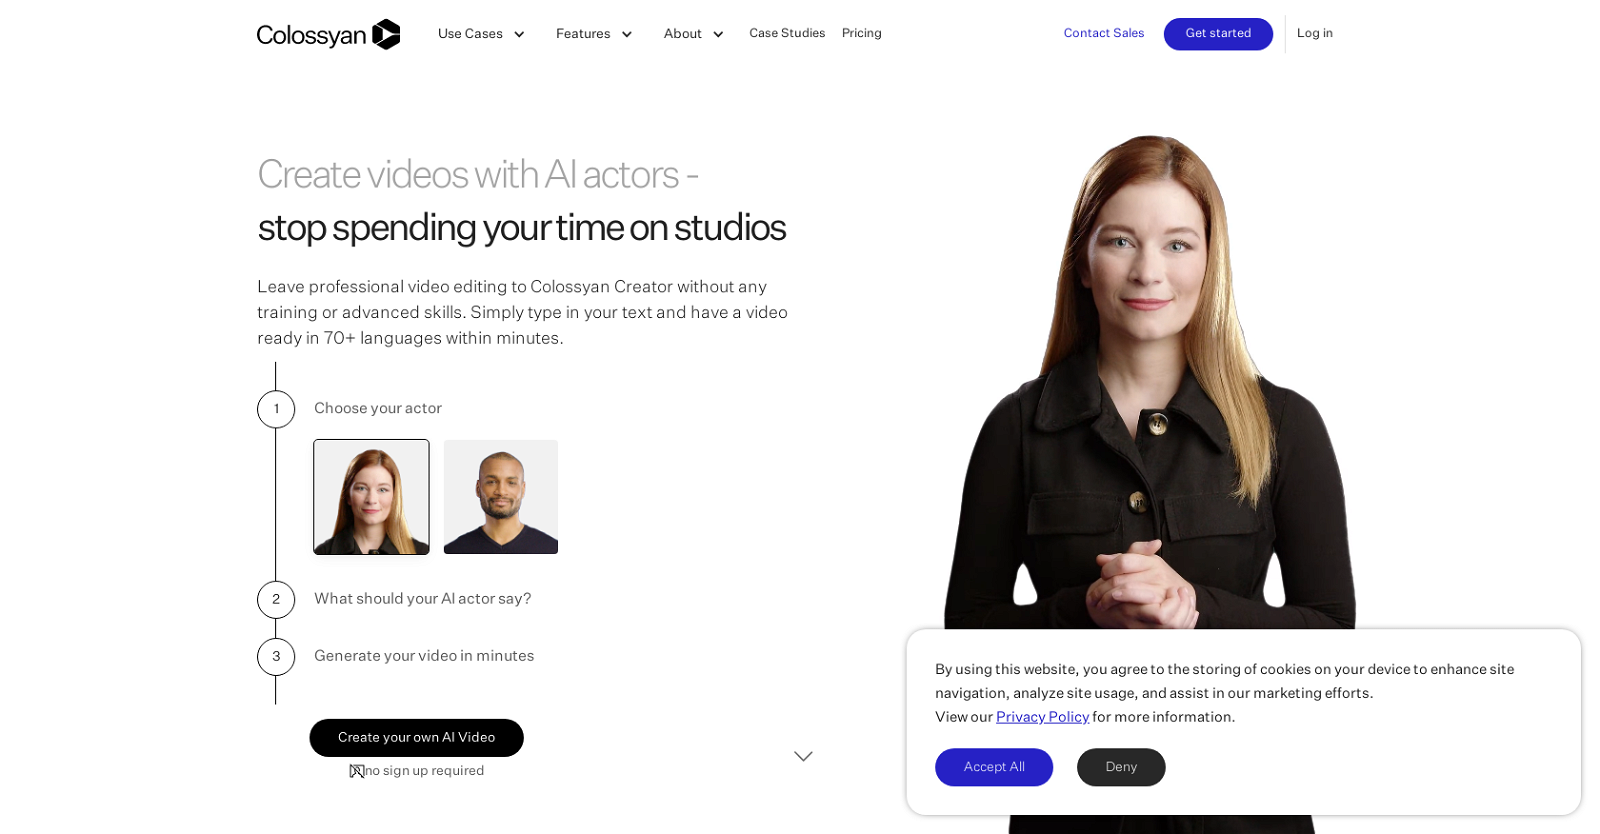 Colossyan
Use Cases
Features
About
Case Studies
Pricing
Contact Sales
Get started
Log in
Create videos with AI actors -
stop spending your time on studios
Leave professional video editing to Colossyan Creator without any
training or advanced skills. Simply type in your text and have a video
ready in 70+ languages within minutes.
1
Choose your actor
2
What should your AI actor say?
3
Generate your video in minutes
Create your own AI Video
no sign up required
By using this website, you agree to the storing of cookies on your device to enhance site
navigation, analyze site usage, and assist in our marketing efforts.
View our Privacy Policy for more information.
Accept All
Deny